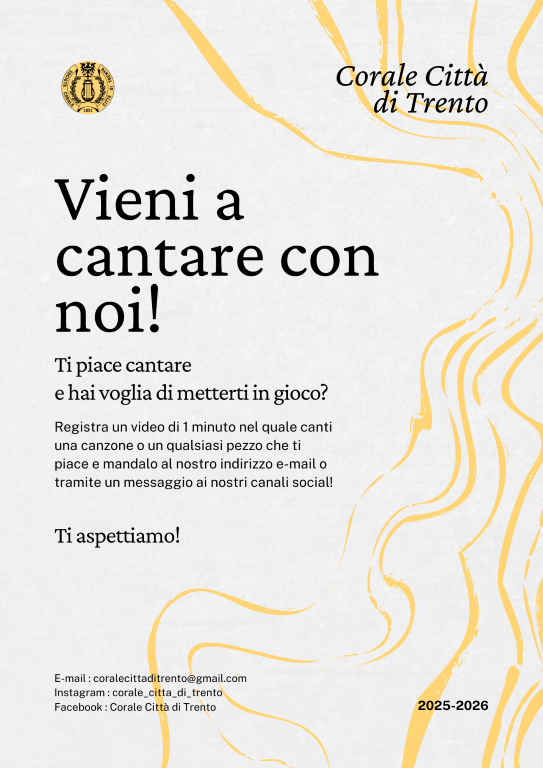 Corale Città
di Trento
Vieni a
cantare con
noi!
Ti piace cantare
e hai voglia di metterti in gioco?
Registra un video di 1 minuto nel quale canti
una canzone o un qualsiasi pezzo che ti
piace e mandalo al nostro indirizzo e-mail o
tramite un messaggio ai nostri canali social!
Ti aspettiamo!
E-mail : coralecittaditrento@gmail.com
Instagram : corale_citta_di_trento
Facebook : Corale Città di Trento
2025-2026